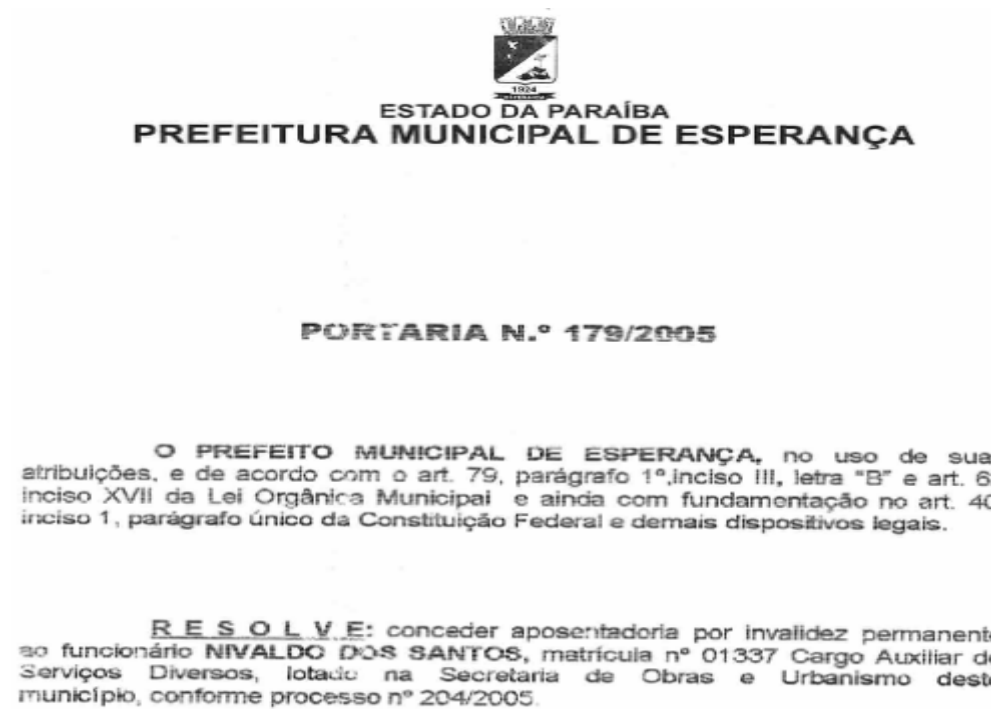 1924
ESTADO DA PARAÍBA
PREFEITURA MUNICIPAL DE ESPERANÇA
PORTARIA N.º 179/2005
O PREFEITO MUNICIPAL DE ESPERANÇA, no uso de sua
atribuições, e de acordo com o art. 79, parágrafo 1º,inciso III, letra "B" e art. 6
inciso XVII da Lei Orgânica Municipal e ainda com fundamentação no art. 40
inciso 1, parágrafo único da Constituição Federal e demais dispositivos legais.
R E S O L V E: conceder aposentadoria por invalidez permanent
ao funcionário NIVALDO DOS SANTOS, matrícula nº 01337 Cargo Auxiliar d
Serviços Diversos, lotado na Secretaria de Obras e Urbanismo dest
município, conforme processo nº 204/2005.